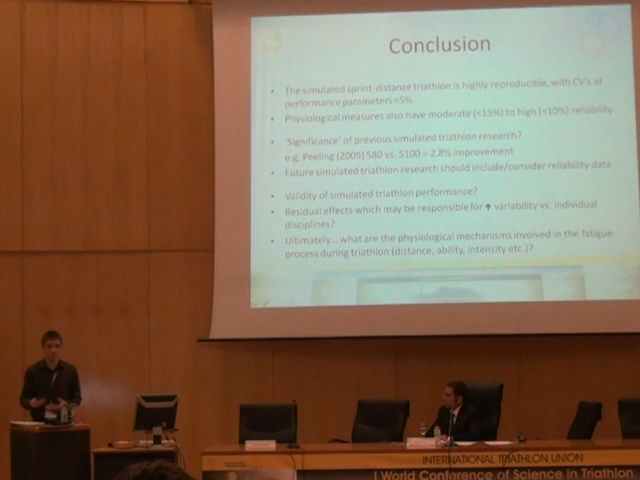 Conclusion
• The simulated sprint-distance triathlon is highly reproducible, with CV's of
performance parameters <5%.
• Physiological measures also have moderate (<15%) to high (<10%) reliability
• 'Significance' of previous simulated triathlon research?
e.g. Peeling (2005) S80 vs. S100 = 2.8% improvement
• Future simulated triathlon research should include/consider reliability data
• Validity of simulated triathlon performance?
• Residual effects which may be responsible for ↑ variability vs. individual
disciplines?
• Ultimately... what are the physiological mechanisms involved in the fatigue
process during triathlon (distance, ability, intensity etc.)?
INTERNATIONAL TRIATHLON UNION
I World Conference of Science in Triathlon